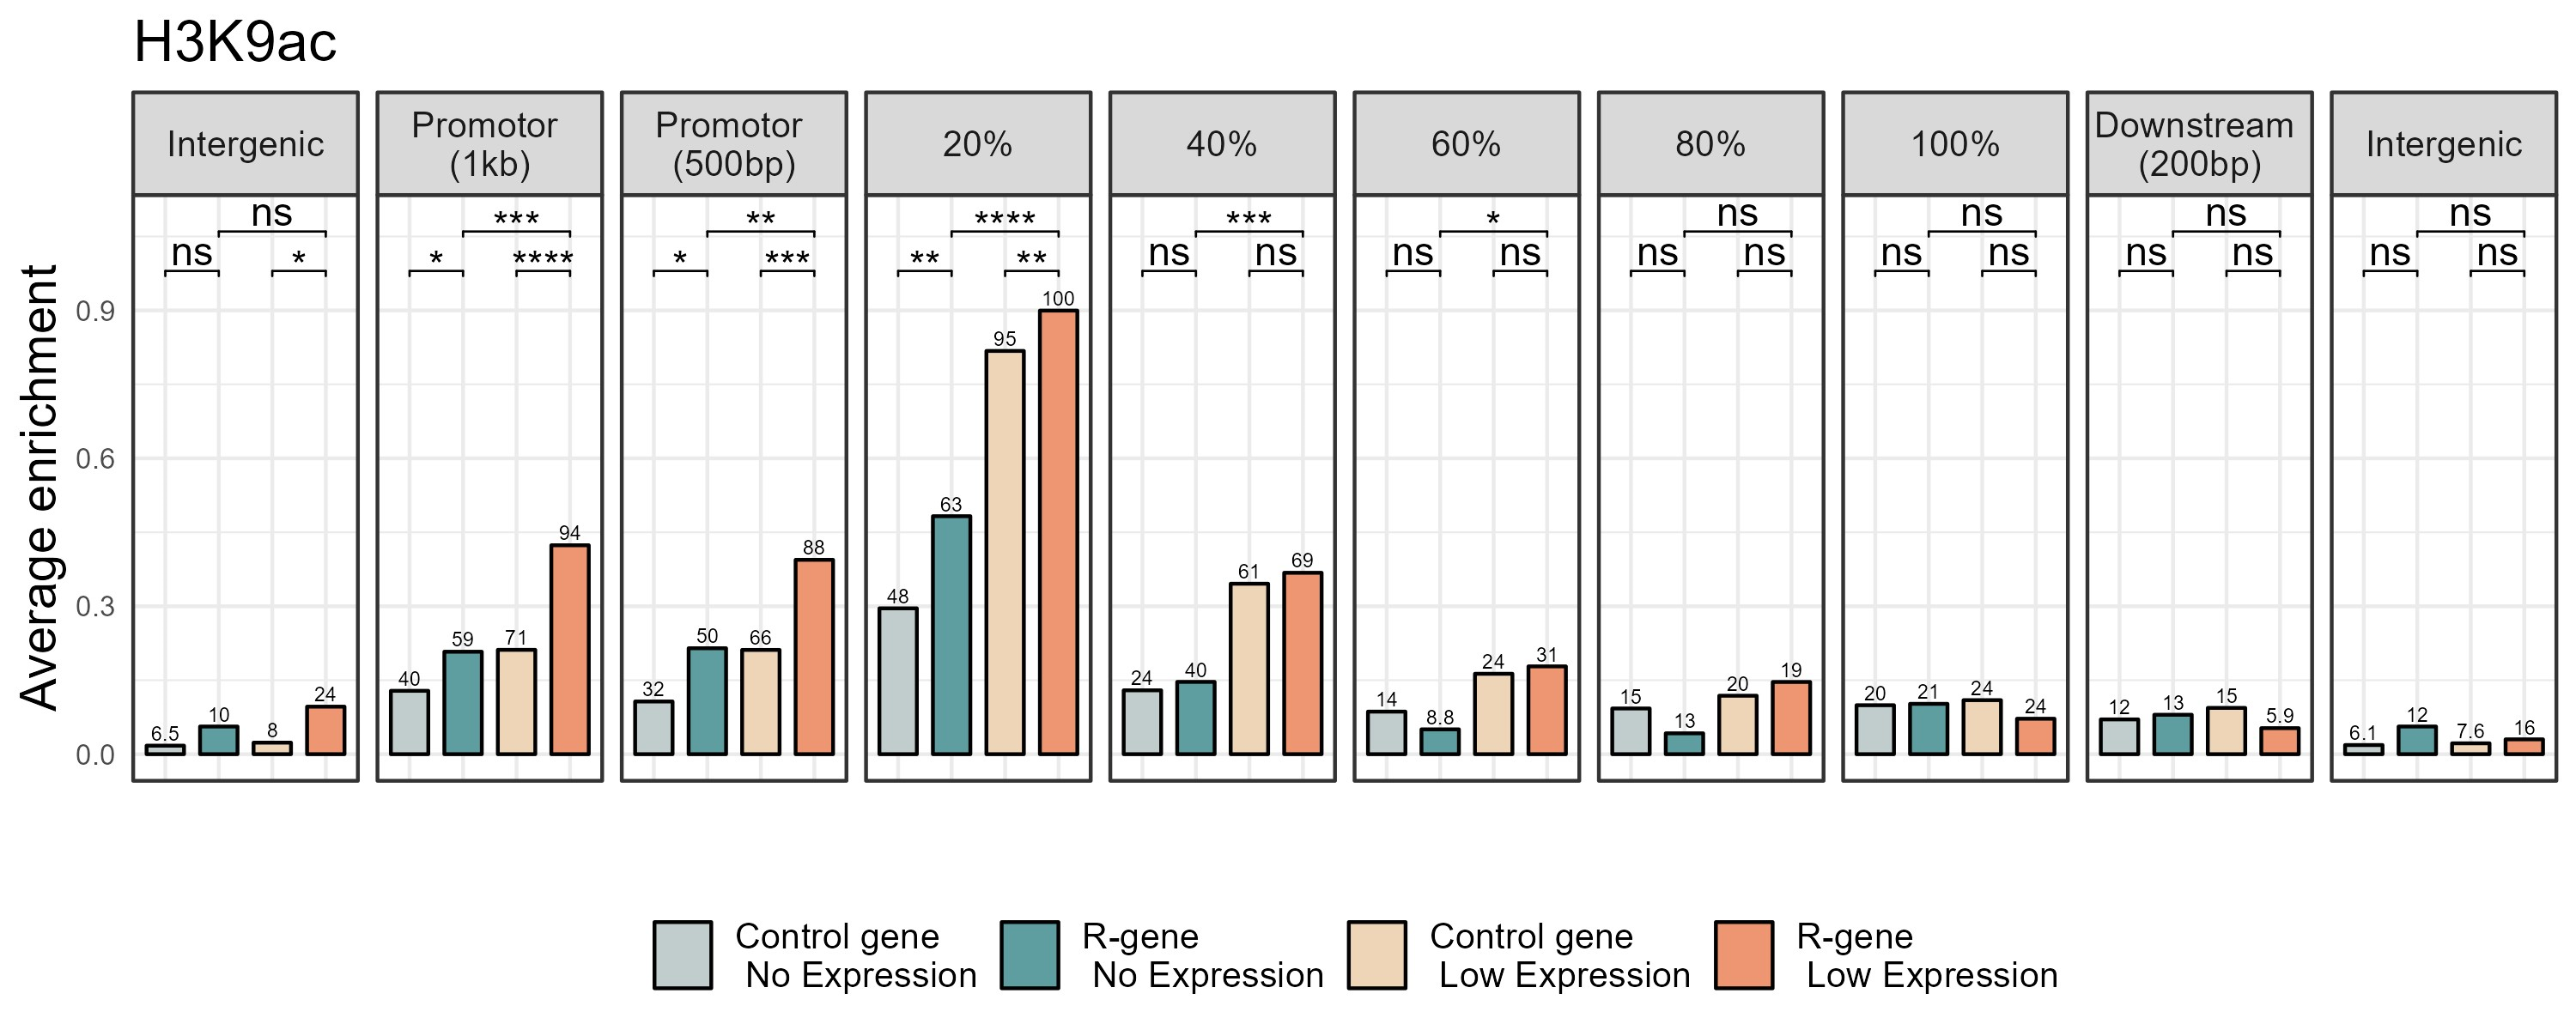 H3K9ac
Intergenic
Promotor
(1kb)
Promotor
(500bp)
20%
40%
60%
80%
100%
Downstream
(200bp)
Intergenic
Average enrichment
0.9
0.6
0.3
0.0
ns
ns *
6.5 10 8 24
***
* ****
40 59 71 94
**
* ***
32 50 66 88
****
** **
48 63 95 100
***
ns ns
24 40 61 69
*
ns ns
14 8.8 24 31
ns
ns ns
15 13 20 19
ns
ns ns
20 21 24 24
ns
ns ns
12 13 15 5.9
ns
ns ns
6.1 12 7.6 16
Control gene
No Expression
R-gene
No Expression
Control gene
Low Expression
R-gene
Low Expression